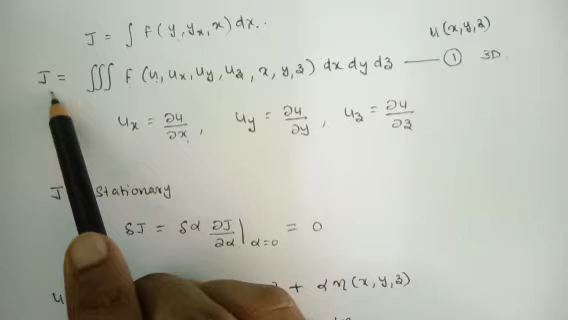 J = ∫ F(y, yₓ, x) dx..
u(x,y,z)
J = ∭ F (u, uₓ, u_y, u_z, x, y, z) dx dy dz —— ① 3D
uₓ = ∂u/∂x, u_y = ∂u/∂y, u_z = ∂u/∂z
J Stationary
δJ = δα ∂J/∂α |α=0 = 0
u + αη(x,y,z)